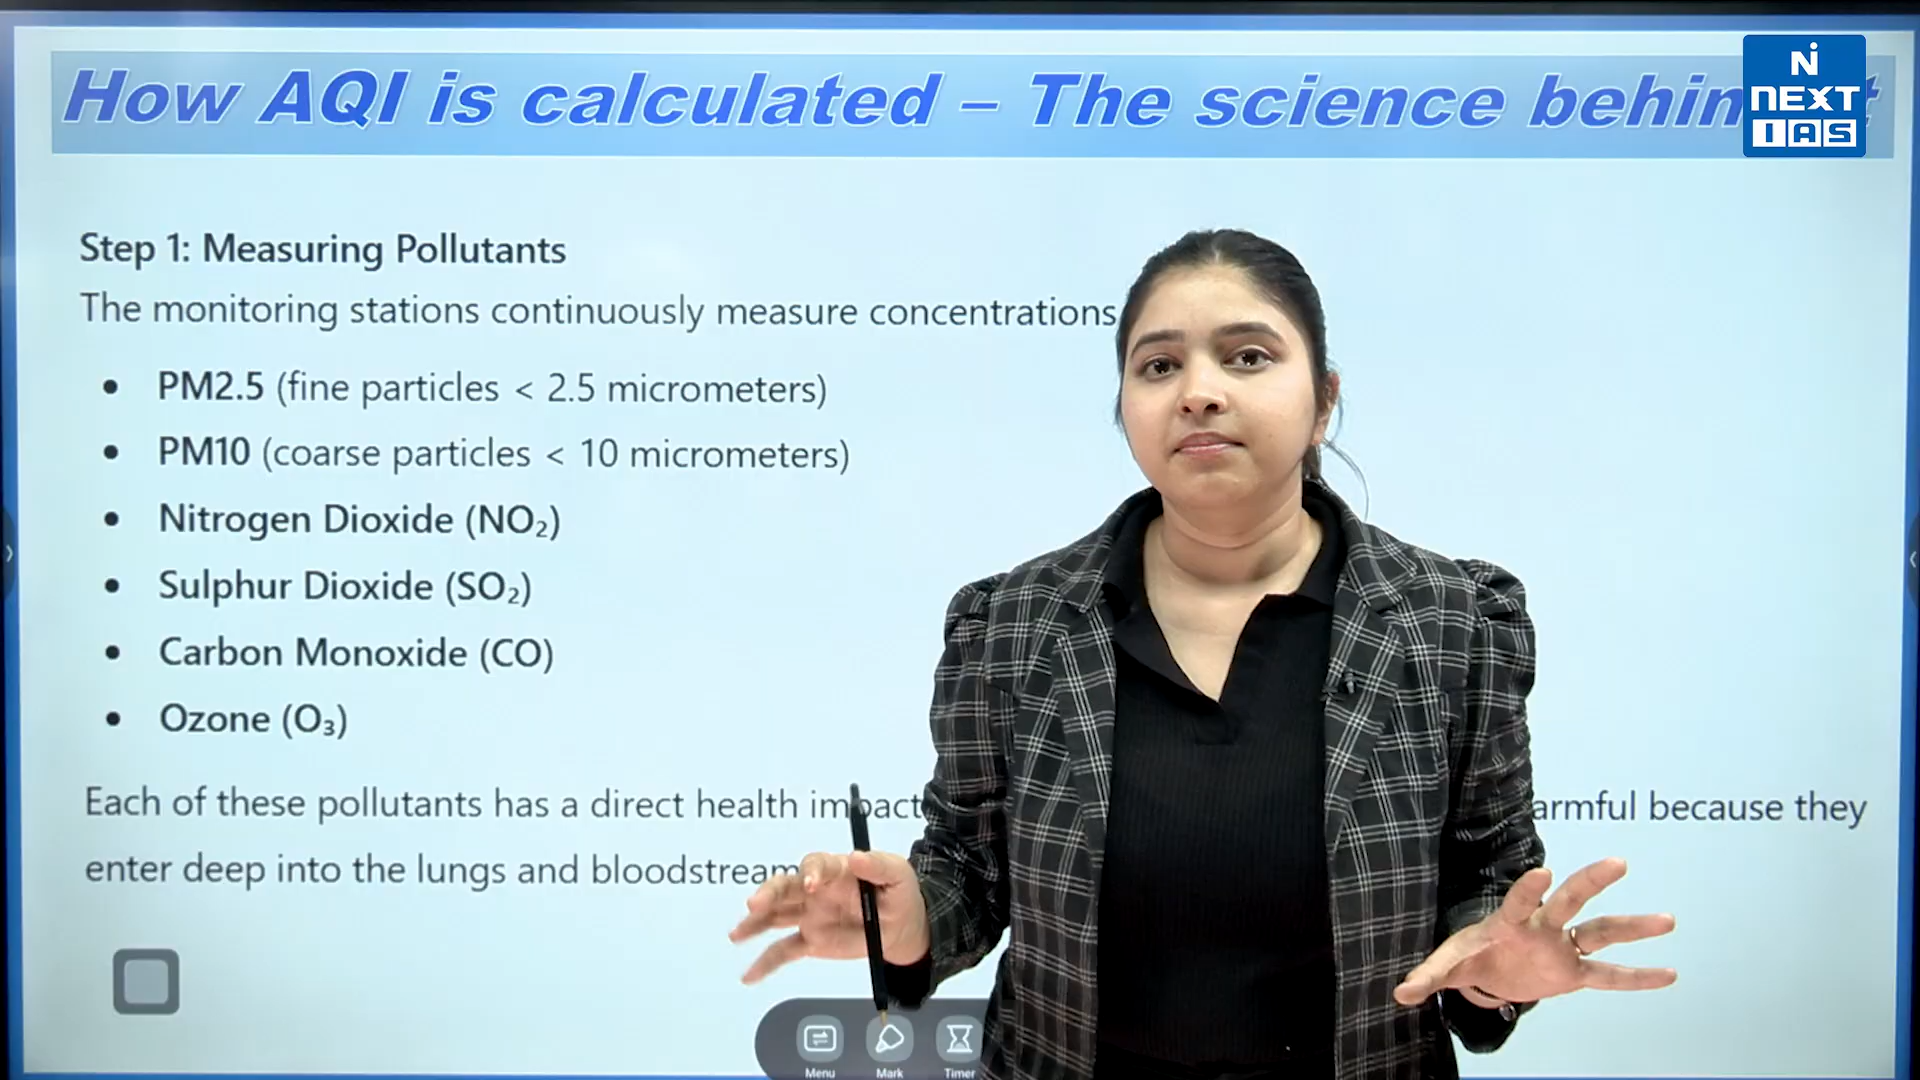 How AQI is calculated – The science behin t
N
NEXT
IAS
Step 1: Measuring Pollutants
The monitoring stations continuously measure concentrations
• PM2.5 (fine particles < 2.5 micrometers)
• PM10 (coarse particles < 10 micrometers)
• Nitrogen Dioxide (NO₂)
• Sulphur Dioxide (SO₂)
• Carbon Monoxide (CO)
• Ozone (O₃)
Each of these pollutants has a direct health impact armful because they
enter deep into the lungs and bloodstream
Menu Mark Timer